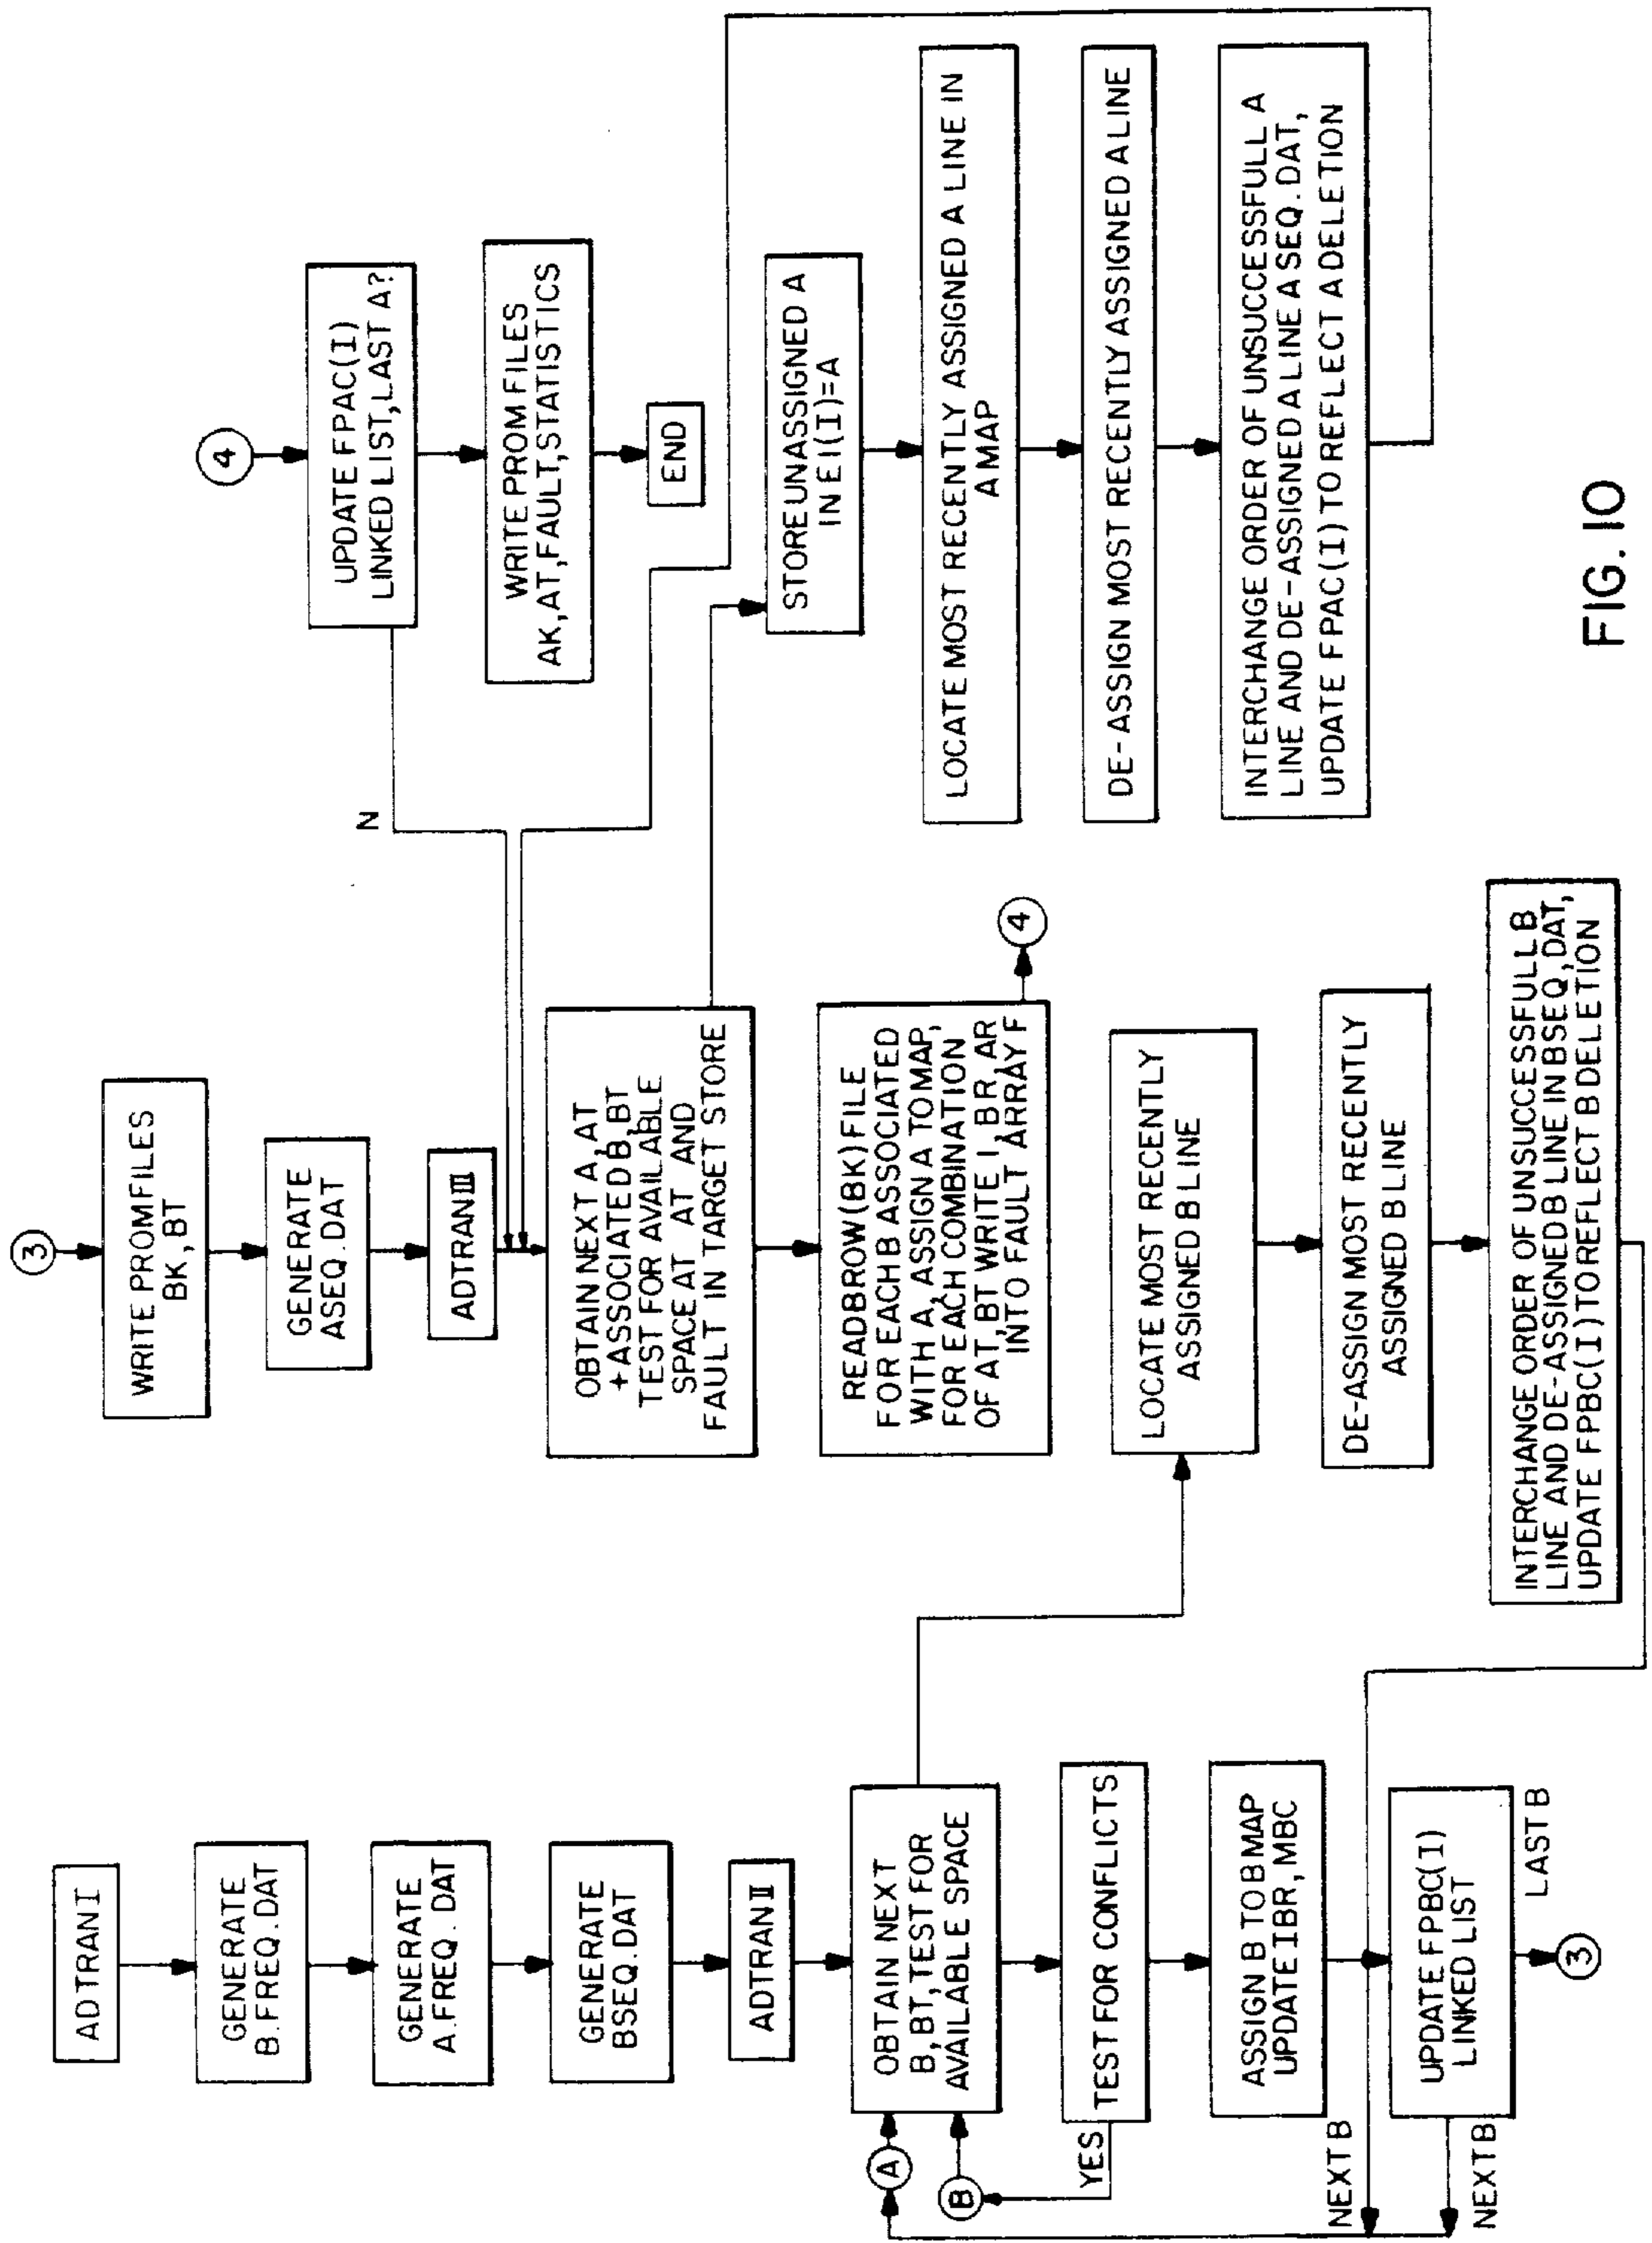 ADTRAN I
GENERATE
B.FREQ.DAT
GENERATE
A.FREQ.DAT
GENERATE
BSEQ.DAT
ADTRAN II
OBTAIN NEXT
B, BT, TEST FOR
AVAILABLE SPACE
A
B
YES
TEST FOR CONFLICTS
ASSIGN B TO BMAP
UPDATE IBR, MBC
NEXT B
UPDATE FPBC(I)
LINKED LIST
NEXT B
LAST B
3
3
WRITE PROMFILES
BK, BT
GENERATE
ASEQ.DAT
ADTRAN III
OBTAIN NEXT A, AT
+ ASSOCIATED B, BT
TEST FOR AVAILABLE
SPACE AT AT AND
FAULT IN TARGET STORE
READ BROW (BK) FILE
FOR EACH B ASSOCIATED
WITH A, ASSIGN A TO MAP,
FOR EACH COMBINATION
OF AT, BT WRITE I, BR, AR
INTO FAULT ARRAY F
4
LOCATE MOST RECENTLY
ASSIGNED B LINE
DE-ASSIGN MOST RECENTLY
ASSIGNED B LINE
INTERCHANGE ORDER OF UNSUCCESSFULL B
LINE AND DE-ASSIGNED B LINE IN BSEQ,DAT,
UPDATE FPBC(I) TO REFLECT B DELETION
4
UPDATE FPAC(I)
LINKED LIST, LAST A?
N
WRITE PROM FILES
AK, AT, FAULT, STATISTICS
END
STORE UNASSIGNED A
IN EI(I)=A
LOCATE MOST RECENTLY ASSIGNED A LINE IN
A MAP
DE-ASSIGN MOST RECENTLY ASSIGNED A LINE
INTERCHANGE ORDER OF UNSUCCESSFULL A
LINE AND DE-ASSIGNED A LINE A SEQ.DAT,
UPDATE FPAC(I) TO REFLECT A DELETION
FIG. 10